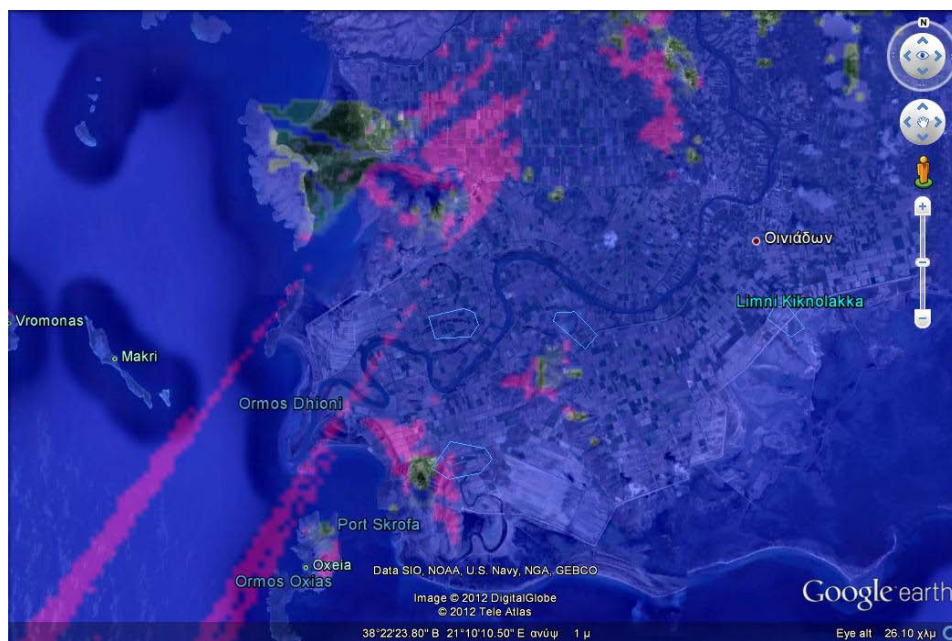 N
Οινιάδων
Limni Kiknolakka
Vromonas
Makri
Ormos Dhioni
Port Skrofa
Oxeia
Ormos Oxias
Data SIO, NOAA, U.S. Navy, NGA, GEBCO
Image © 2012 DigitalGlobe
© 2012 Tele Atlas
Google earth
38°22'23.80" Β 21°10'10.50" Ε ανύψ 1 μ
Eye alt 26.10 χλμ